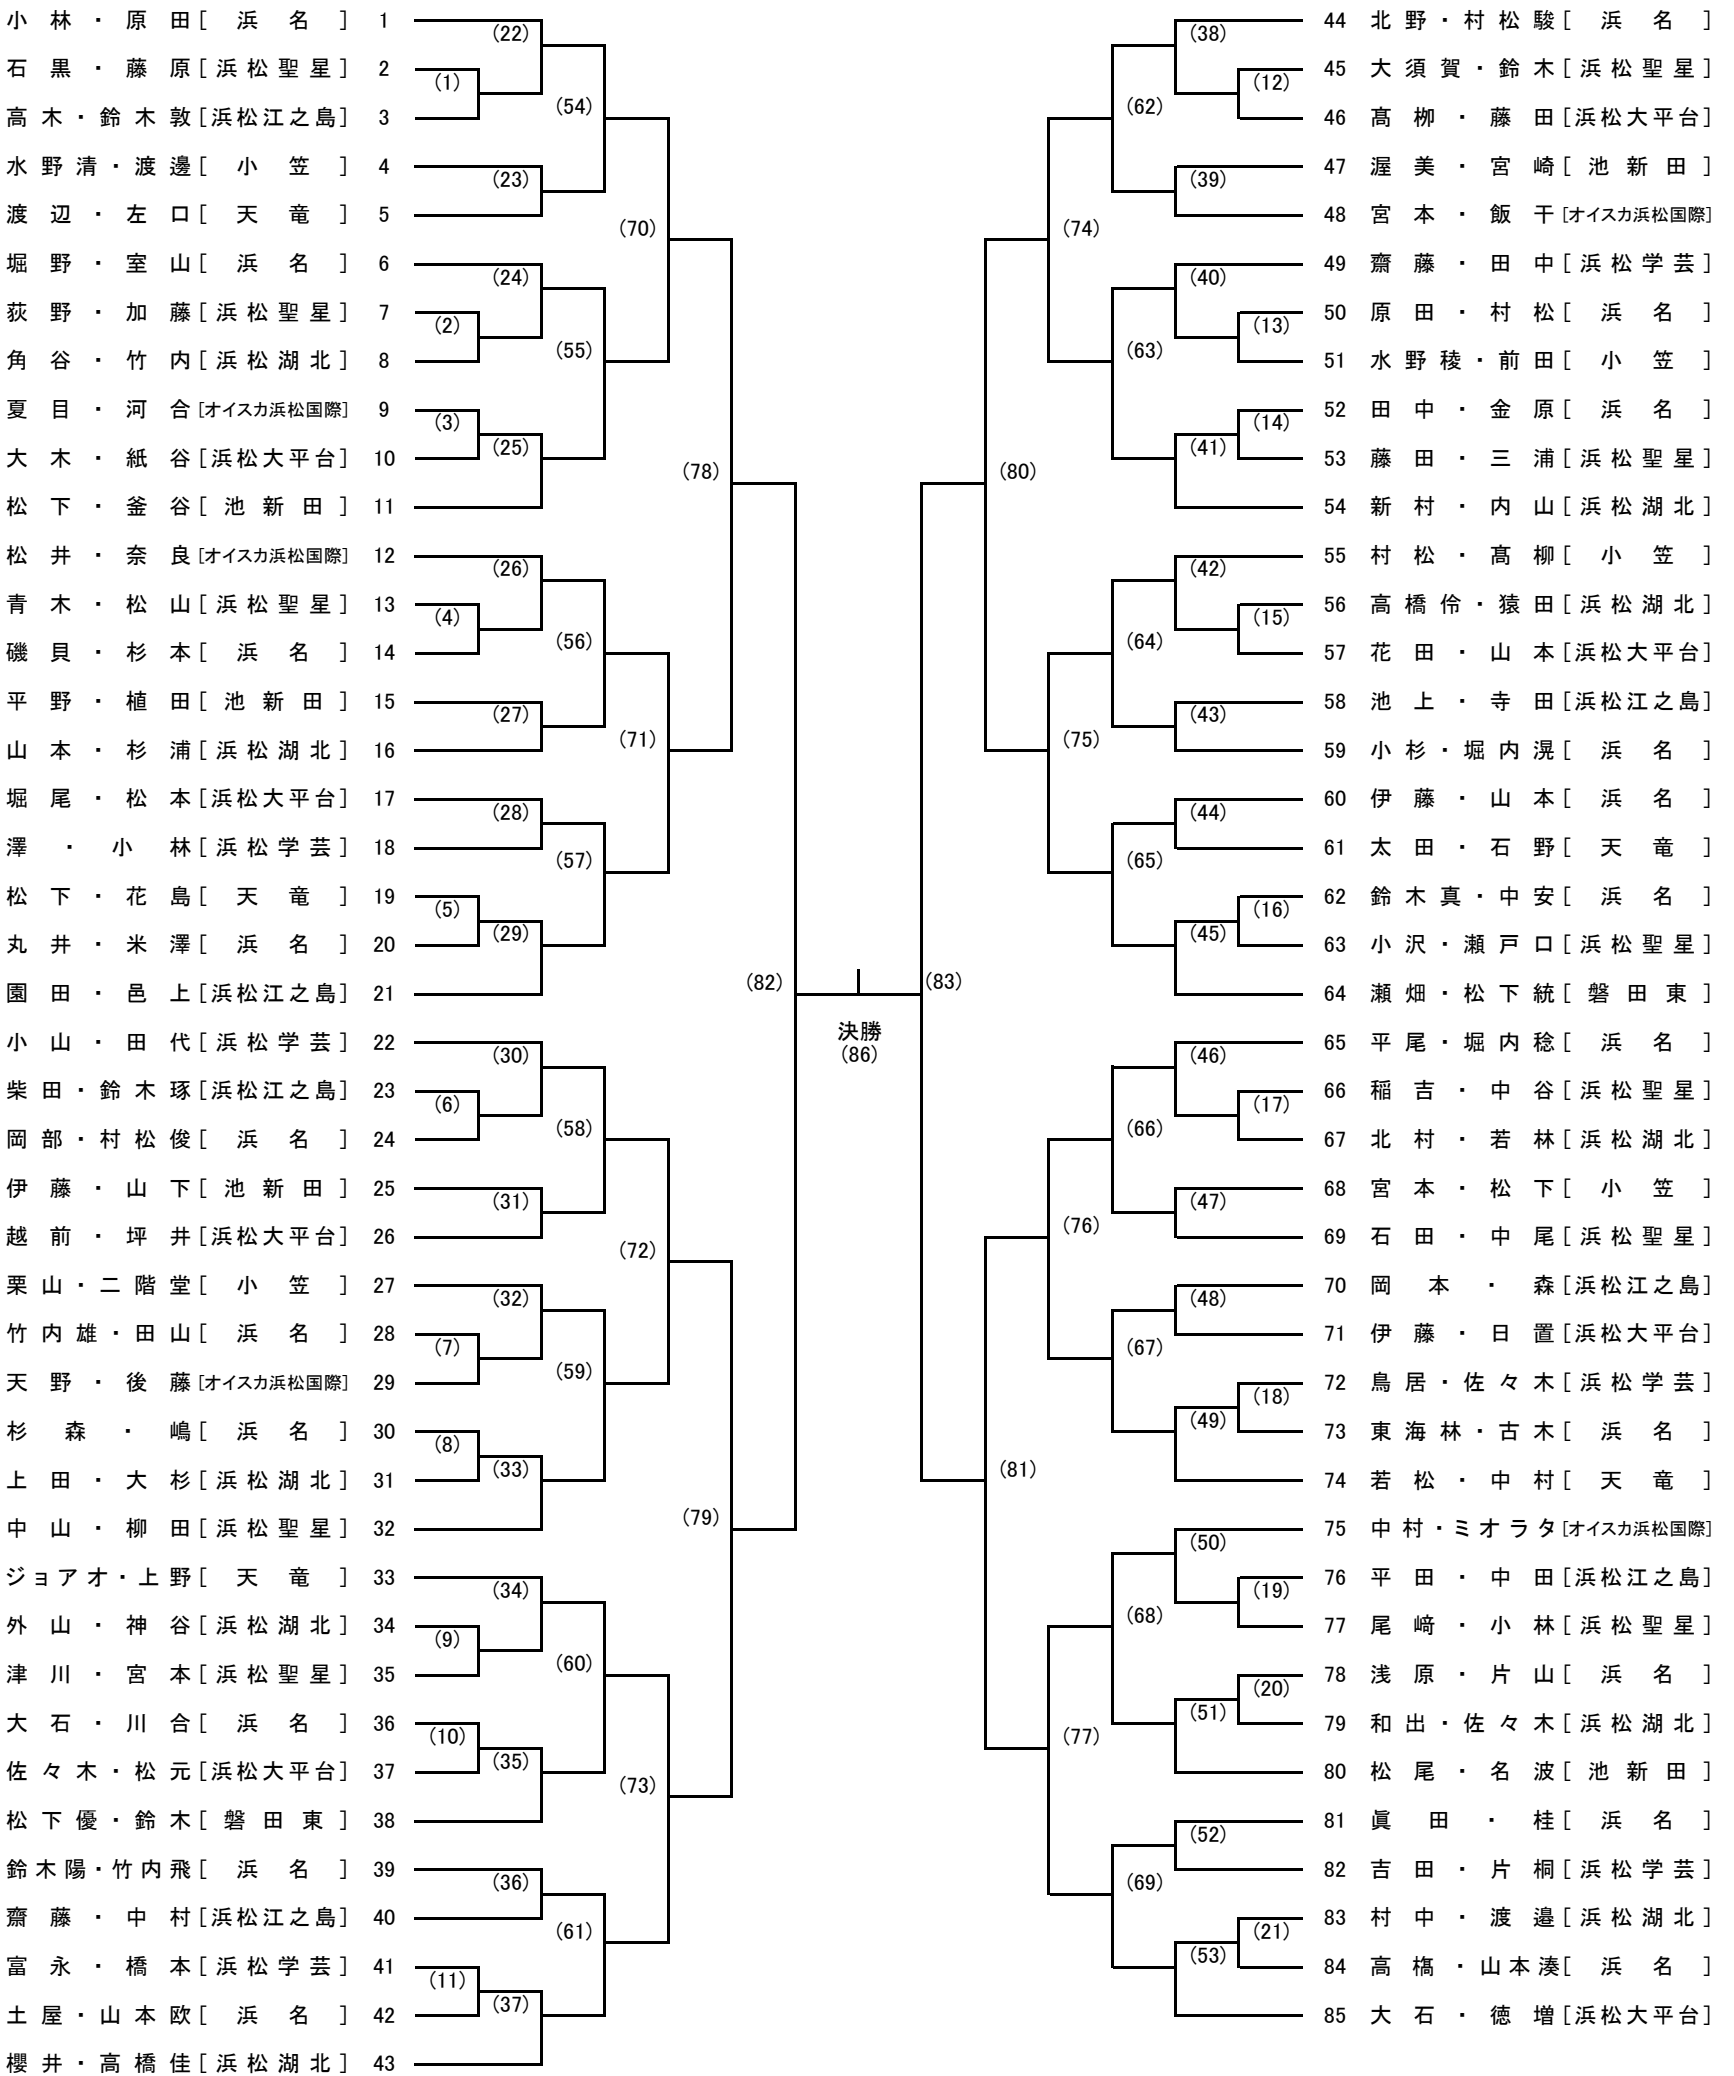 小林・原田[浜名] 1
石黒・藤原[浜松聖星] 2
高木・鈴木敦[浜松江之島] 3
水野清・渡邊[小笠] 4
渡辺・左口[天竜] 5
堀野・室山[浜名] 6
荻野・加藤[浜松聖星] 7
角谷・竹内[浜松湖北] 8
夏目・河合[オイスカ浜松国際] 9
大木・紙谷[浜松大平台] 10
松下・釜谷[池新田] 11
松井・奈良[オイスカ浜松国際] 12
青木・松山[浜松聖星] 13
磯貝・杉本[浜名] 14
平野・植田[池新田] 15
山本・杉浦[浜松湖北] 16
堀尾・松本[浜松大平台] 17
澤・小林[浜松学芸] 18
松下・花島[天竜] 19
丸井・米澤[浜名] 20
園田・邑上[浜松江之島] 21
小山・田代[浜松学芸] 22
柴田・鈴木琢[浜松江之島] 23
岡部・村松俊[浜名] 24
伊藤・山下[池新田] 25
越前・坪井[浜松大平台] 26
栗山・二階堂[小笠] 27
竹内雄・田山[浜名] 28
天野・後藤[オイスカ浜松国際] 29
杉森・嶋[浜名] 30
上田・大杉[浜松湖北] 31
中山・柳田[浜松聖星] 32
ジョアオ・上野[天竜] 33
外山・神谷[浜松湖北] 34
津川・宮本[浜松聖星] 35
大石・川合[浜名] 36
佐々木・松元[浜松大平台] 37
松下優・鈴木[磐田東] 38
鈴木陽・竹内飛[浜名] 39
齋藤・中村[浜松江之島] 40
富永・橋本[浜松学芸] 41
土屋・山本欧[浜名] 42
櫻井・高橋佳[浜松湖北] 43
(1)
(2)
(3)
(4)
(5)
(6)
(7)
(8)
(9)
(10)
(11)
(22)
(23)
(24)
(25)
(26)
(27)
(28)
(29)
(30)
(31)
(32)
(33)
(34)
(35)
(36)
(37)
(54)
(55)
(56)
(57)
(58)
(59)
(60)
(61)
(70)
(71)
(72)
(73)
(78)
(79)
(82)
決勝
(86)
(83)
(80)
(81)
(74)
(75)
(76)
(77)
(62)
(63)
(64)
(65)
(66)
(67)
(68)
(69)
(38)
(39)
(40)
(41)
(42)
(43)
(44)
(45)
(46)
(47)
(48)
(49)
(50)
(51)
(52)
(53)
(12)
(13)
(14)
(15)
(16)
(17)
(18)
(19)
(20)
(21)
44 北野・村松駿[浜名]
45 大須賀・鈴木[浜松聖星]
46 髙栁・藤田[浜松大平台]
47 渥美・宮崎[池新田]
48 宮本・飯干[オイスカ浜松国際]
49 齋藤・田中[浜松学芸]
50 原田・村松[浜名]
51 水野稜・前田[小笠]
52 田中・金原[浜名]
53 藤田・三浦[浜松聖星]
54 新村・内山[浜松湖北]
55 村松・髙柳[小笠]
56 高橋伶・猿田[浜松湖北]
57 花田・山本[浜松大平台]
58 池上・寺田[浜松江之島]
59 小杉・堀内滉[浜名]
60 伊藤・山本[浜名]
61 太田・石野[天竜]
62 鈴木真・中安[浜名]
63 小沢・瀬戸口[浜松聖星]
64 瀬畑・松下統[磐田東]
65 平尾・堀内稔[浜名]
66 稲吉・中谷[浜松聖星]
67 北村・若林[浜松湖北]
68 宮本・松下[小笠]
69 石田・中尾[浜松聖星]
70 岡本・森[浜松江之島]
71 伊藤・日置[浜松大平台]
72 鳥居・佐々木[浜松学芸]
73 東海林・古木[浜名]
74 若松・中村[天竜]
75 中村・ミオラタ[オイスカ浜松国際]
76 平田・中田[浜松江之島]
77 尾﨑・小林[浜松聖星]
78 浅原・片山[浜名]
79 和出・佐々木[浜松湖北]
80 松尾・名波[池新田]
81 眞田・桂[浜名]
82 吉田・片桐[浜松学芸]
83 村中・渡邉[浜松湖北]
84 高槗・山本湊[浜名]
85 大石・徳増[浜松大平台]